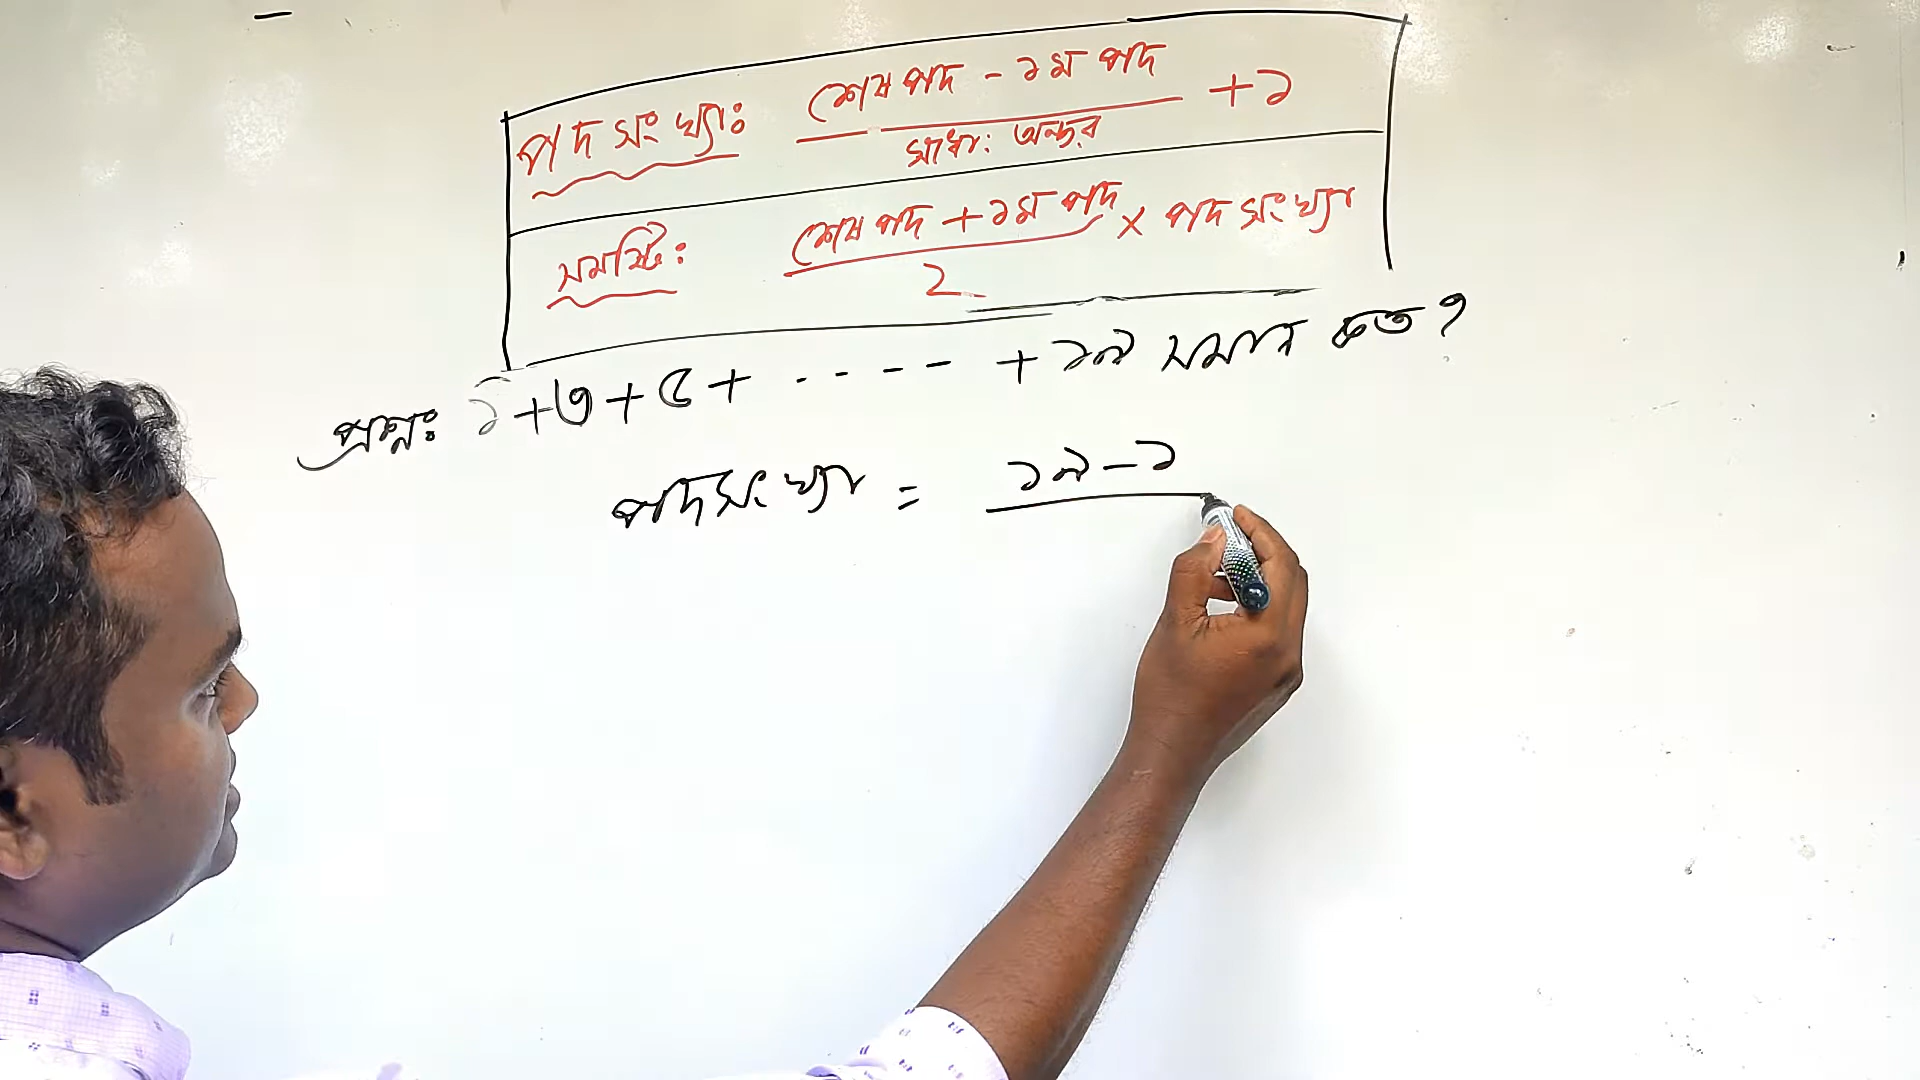 পদ সংখ্যাঃ শেষ পদ - ১ম পদ + ১
সাধাঃ অন্তর
সমষ্টিঃ শেষ পদ + ১ম পদ × পদ সংখ্যা
2
প্রশ্নঃ ১+৩+৫+ ---- + ১৯ সমান কত?
পদসংখ্যা = ১৯-১